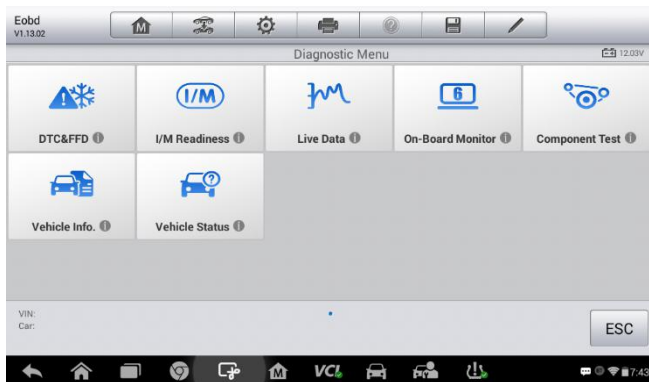 Eobd
V1.13.02
M
Diagnostic Menu
12.03V
I/M
6
DTC&FFD
I/M Readiness
Live Data
On-Board Monitor
Component Test
Vehicle Info.
Vehicle Status
VIN:
Car:
ESC
M
VCI
7:43